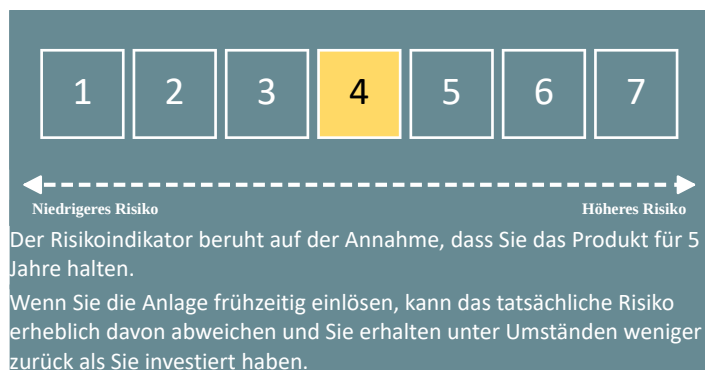 1 2 3 4 5 6 7
Niedrigeres Risiko Höheres Risiko
Der Risikoindikator beruht auf der Annahme, dass Sie das Produkt für 5
Jahre halten.
Wenn Sie die Anlage frühzeitig einlösen, kann das tatsächliche Risiko
erheblich davon abweichen und Sie erhalten unter Umständen weniger
zurück als Sie investiert haben.